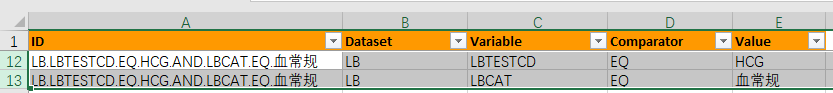 A B C D E
1 ID Dataset Variable Comparator Value
12 LB.LBTESTCD.EQ.HCG.AND.LBCAT.EQ.血常规 LB LBTESTCD EQ HCG
13 LB.LBTESTCD.EQ.HCG.AND.LBCAT.EQ.血常规 LB LBCAT EQ 血常规